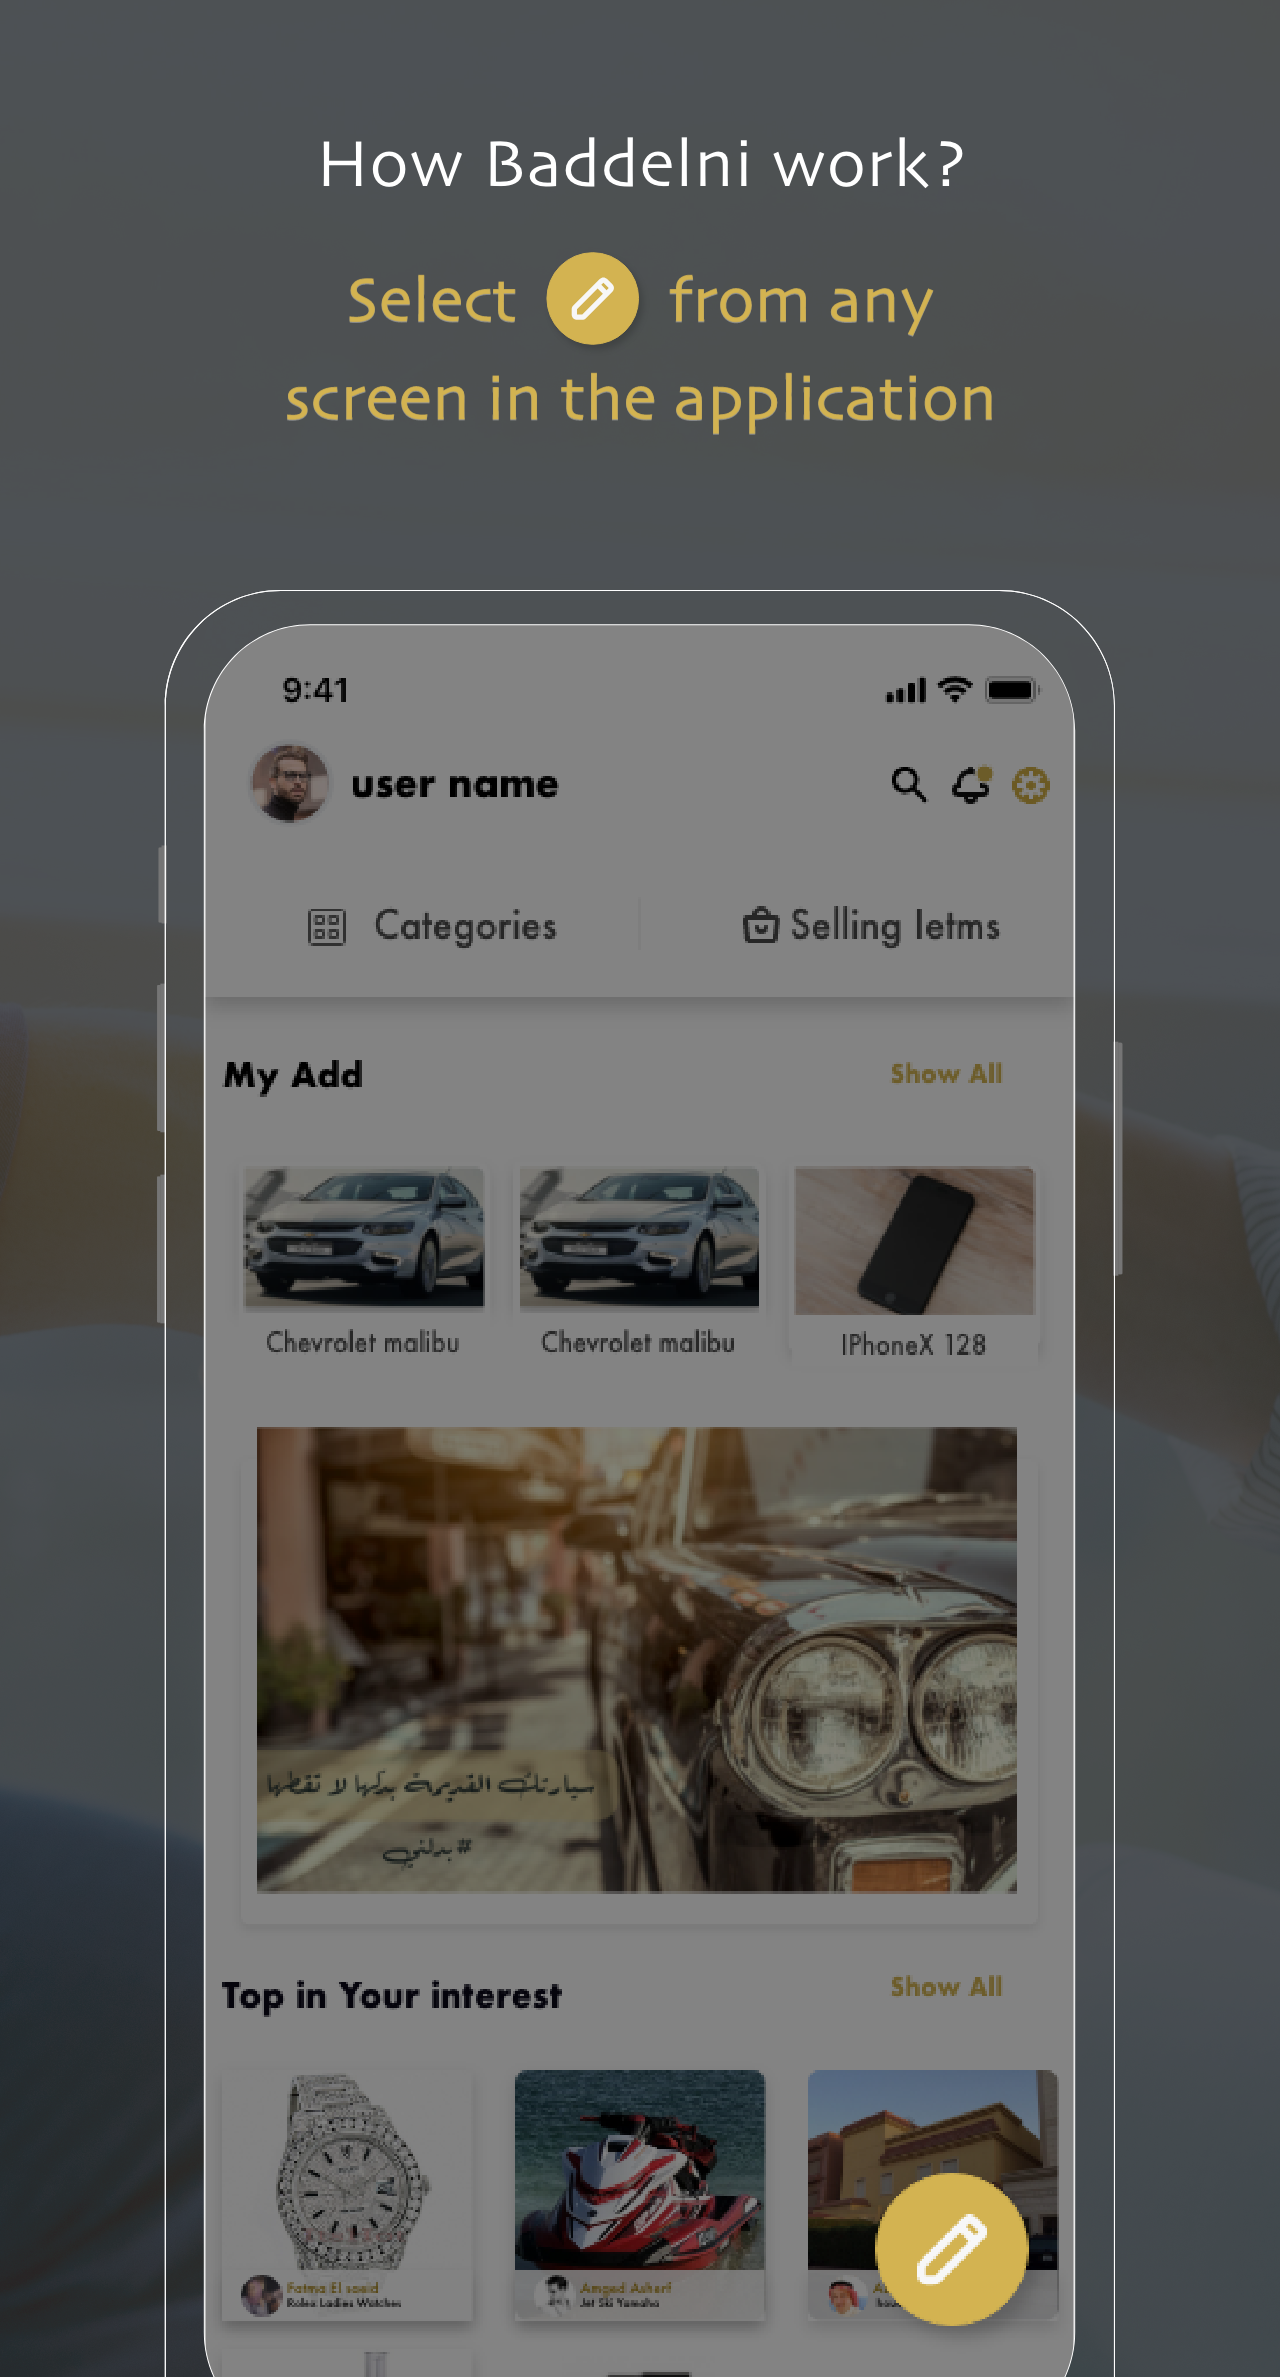 How Baddelni work?
Select from any
screen in the application
9:41
user name
Categories
Selling Ietms
My Add
Show All
Chevrolet malibu
Chevrolet malibu
IPhoneX 128
سيارتك القديمة بدلها لا تقطها
#بدلني
Top in Your interest
Show All
Fatma El saeid
Rolex Ladies Watches
Amged Asherf
Jet Ski Yamaha